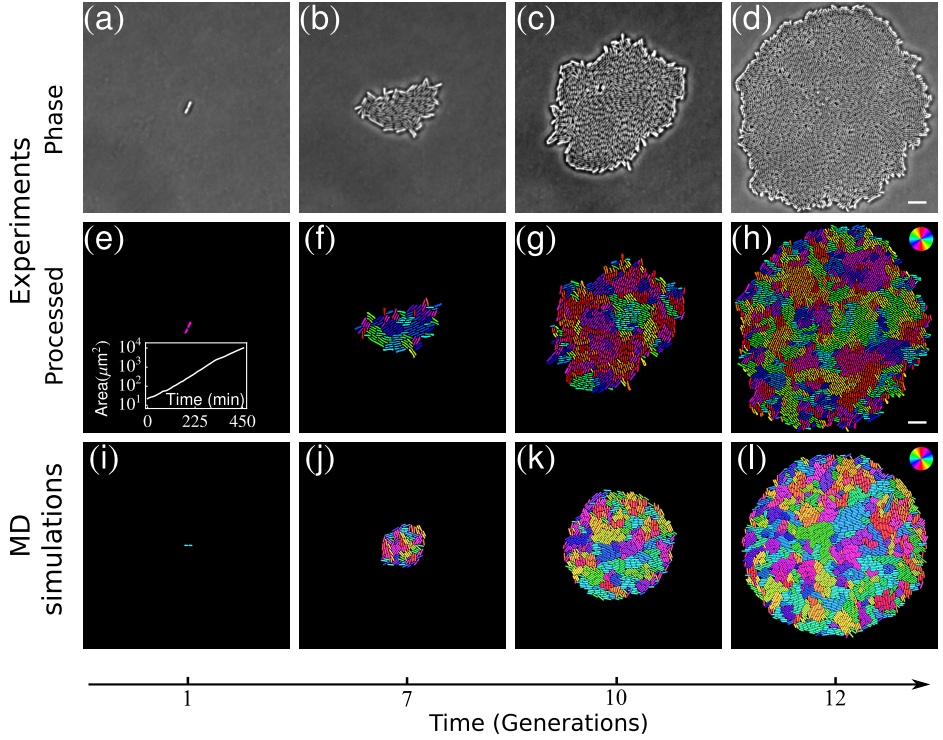 (a)
(b)
(c)
(d)
Experiments
Phase
(e)
(f)
(g)
(h)
Processed
10⁴
10³
10²
10¹
Area(μm²)
Time (min)
0
225
450
(i)
(j)
(k)
(l)
MD
simulations
1
7
10
12
Time (Generations)